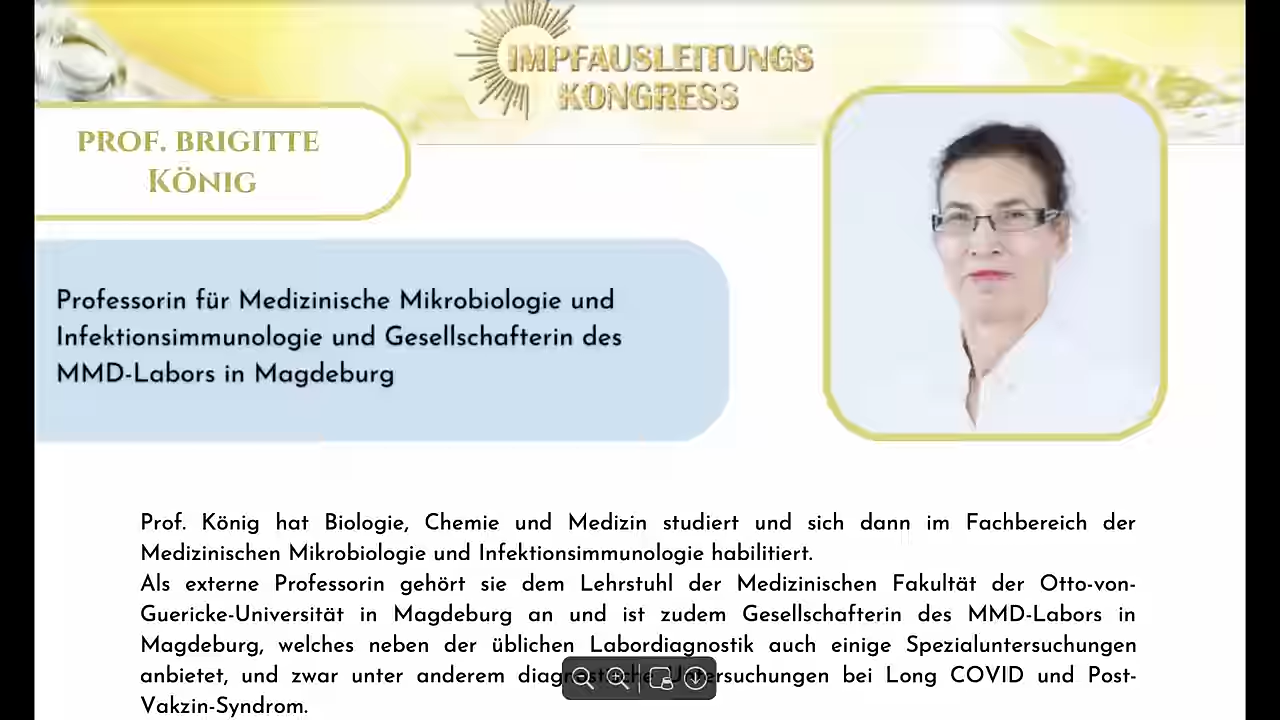 IMPFAUSLEITUNGS
KONGRESS
PROF. BRIGITTE
KÖNIG
Professorin für Medizinische Mikrobiologie und
Infektionsimmunologie und Gesellschafterin des
MMD-Labors in Magdeburg
Prof. König hat Biologie, Chemie und Medizin studiert und sich dann im Fachbereich der
Medizinischen Mikrobiologie und Infektionsimmunologie habilitiert.
Als externe Professorin gehört sie dem Lehrstuhl der Medizinischen Fakultät der Otto-von-
Guericke-Universität in Magdeburg an und ist zudem Gesellschafterin des MMD-Labors in
Magdeburg, welches neben der üblichen Labordiagnostik auch einige Spezialuntersuchungen
anbietet, und zwar unter anderem diagnostische Untersuchungen bei Long COVID und Post-
Vakzin-Syndrom.